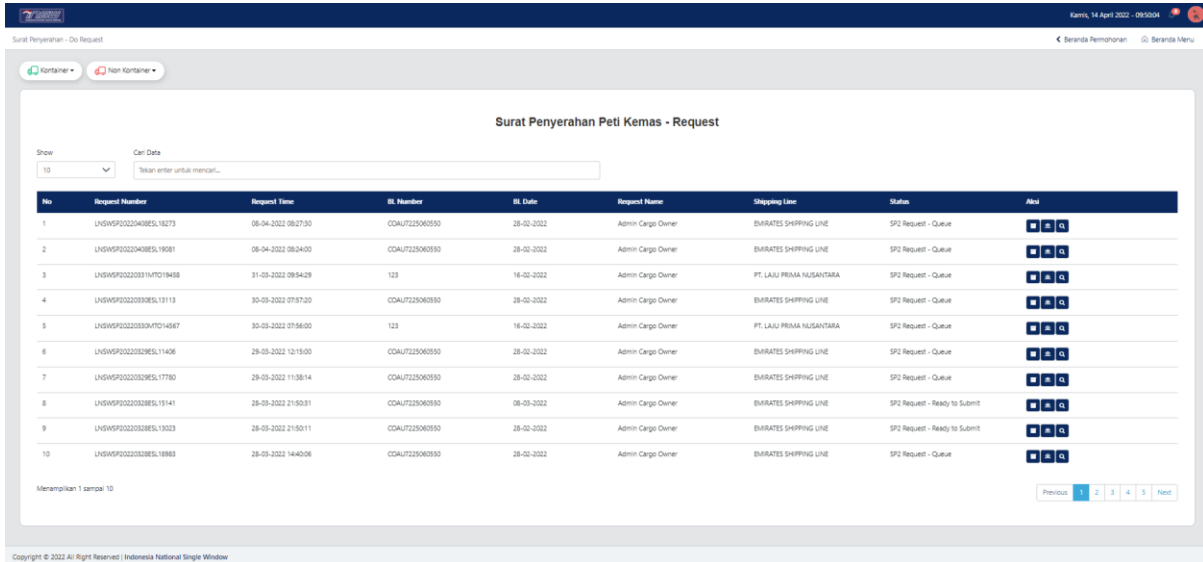 Kamis, 14 April 2022 - 09:50:04
Surat Penyerahan - Do Request
Beranda Permohonan Beranda Menu
Kontainer Non Kontainer
Surat Penyerahan Peti Kemas - Request
Show Cari Data
10 Tekan enter untuk mencari...
No Request Number Request Time BL Number BL Date Request Name Shipping Line Status Aksi
1 LNSWSP20220408ESL18273 08-04-2022 08:27:30 COAU7225060550 28-02-2022 Admin Cargo Owner EMIRATES SHIPPING LINE SP2 Request - Queue
2 LNSWSP20220408ESL19081 08-04-2022 08:24:00 COAU7225060550 28-02-2022 Admin Cargo Owner EMIRATES SHIPPING LINE SP2 Request - Queue
3 LNSWSP20220331MTO19458 31-03-2022 09:54:29 123 16-02-2022 Admin Cargo Owner PT. LAJU PRIMA NUSANTARA SP2 Request - Queue
4 LNSWSP20220330ESL13113 30-03-2022 07:57:20 COAU7225060550 28-02-2022 Admin Cargo Owner EMIRATES SHIPPING LINE SP2 Request - Queue
5 LNSWSP20220330MTO14567 30-03-2022 07:56:00 123 16-02-2022 Admin Cargo Owner PT. LAJU PRIMA NUSANTARA SP2 Request - Queue
6 LNSWSP20220329ESL11406 29-03-2022 12:15:00 COAU7225060550 28-02-2022 Admin Cargo Owner EMIRATES SHIPPING LINE SP2 Request - Queue
7 LNSWSP20220329ESL17780 29-03-2022 11:38:14 COAU7225060550 28-02-2022 Admin Cargo Owner EMIRATES SHIPPING LINE SP2 Request - Queue
8 LNSWSP20220328ESL15141 28-03-2022 21:50:31 COAU7225060550 08-03-2022 Admin Cargo Owner EMIRATES SHIPPING LINE SP2 Request - Ready to Submit
9 LNSWSP20220328ESL13023 28-03-2022 21:50:11 COAU7225060550 28-02-2022 Admin Cargo Owner EMIRATES SHIPPING LINE SP2 Request - Ready to Submit
10 LNSWSP20220328ESL18983 28-03-2022 14:40:06 COAU7225060550 28-02-2022 Admin Cargo Owner EMIRATES SHIPPING LINE SP2 Request - Queue
Menampilkan 1 sampai 10
Previous 1 2 3 4 5 Next
Copyright © 2022 All Right Reserved | Indonesia National Single Window